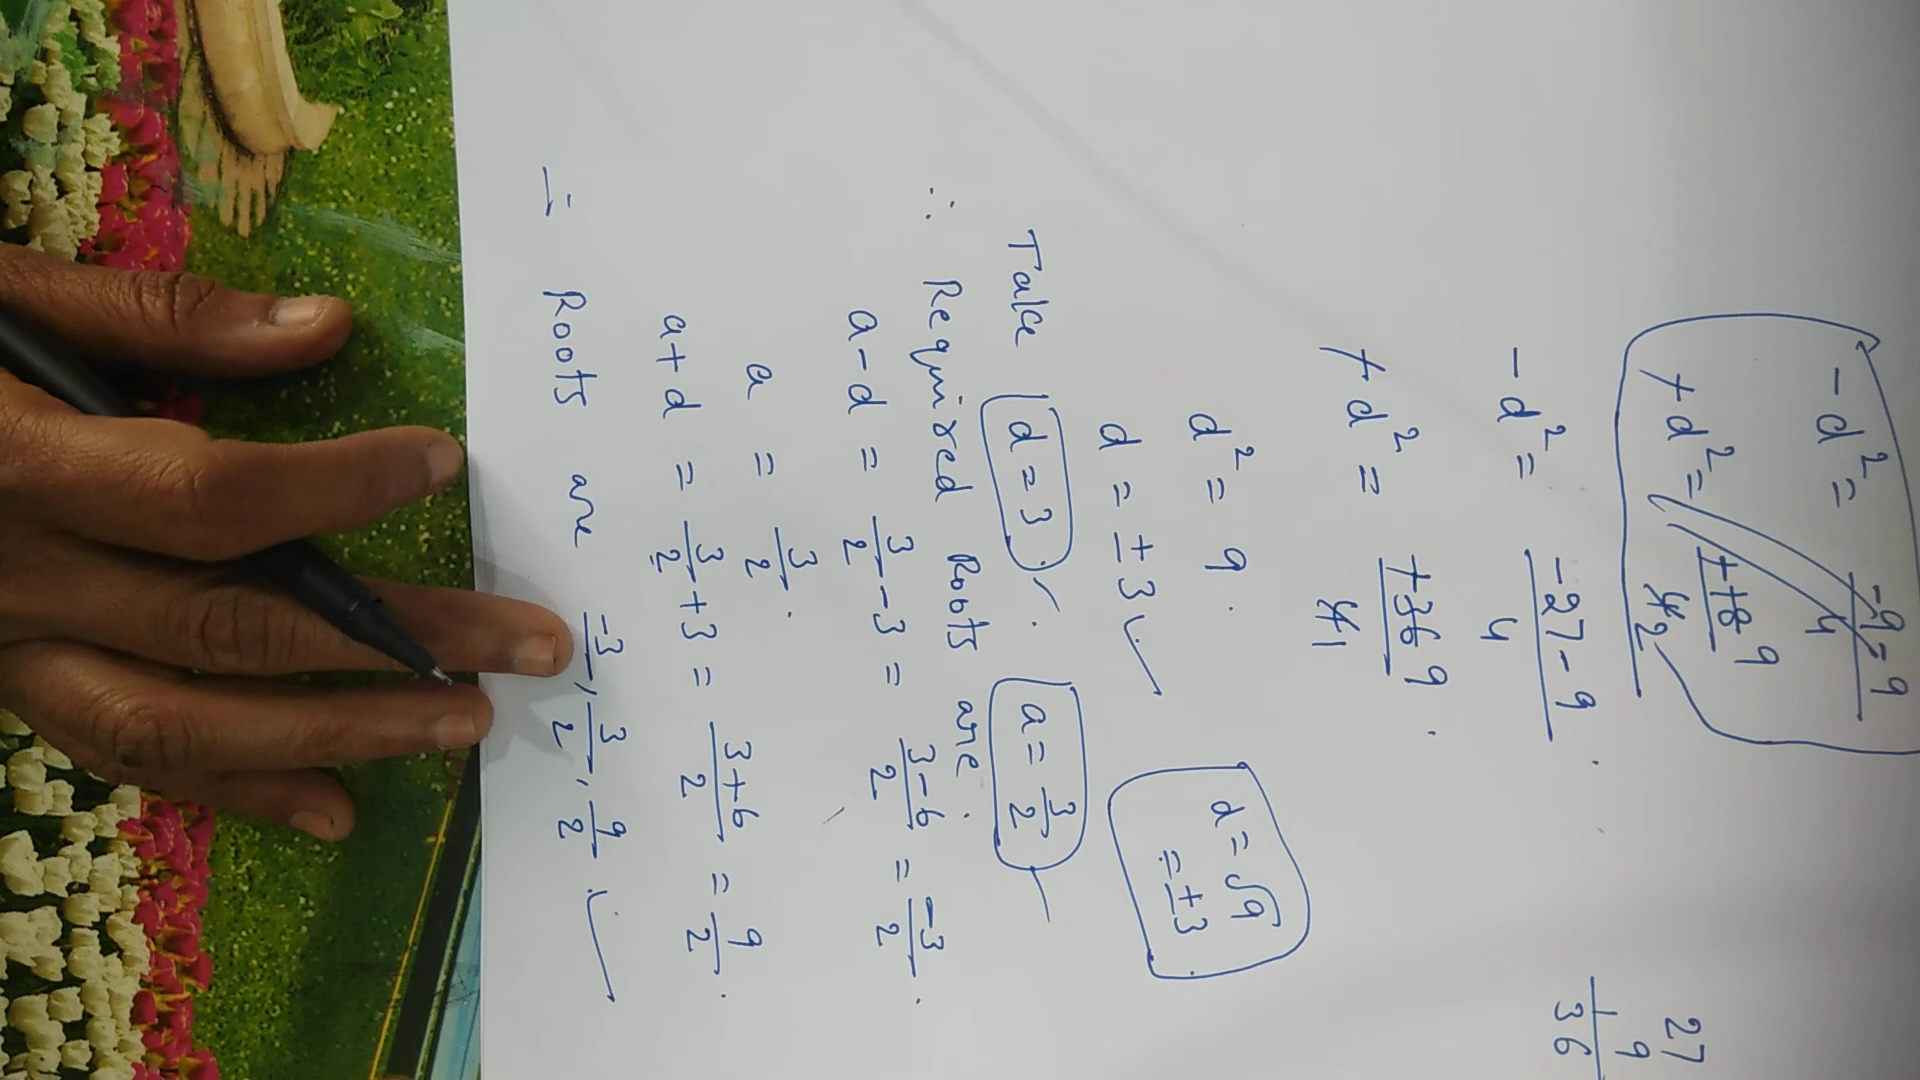 -d² = -9-9/4
+d² = +18 9/4 2
-d² = -27-9/4
+d² = +36 9/4 1 .
27
9
36
d² = 9 .
d = ±3
d = √9
= ±3
Take d = 3 . a = 3/2
∴ Required Roots are :
a-d = 3/2 - 3 = 3-6/2 = -3/2 .
a = 3/2 .
a+d = 3/2 + 3 = 3+6/2 = 9/2 .
∴ Roots are -3/2, 3/2, 9/2